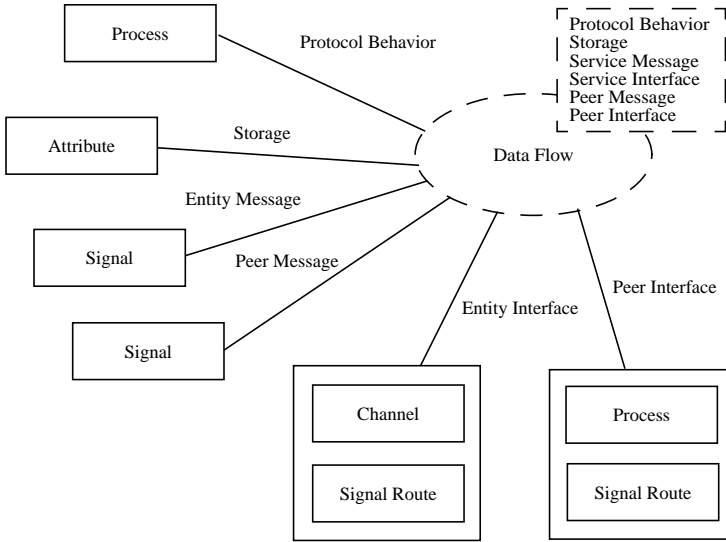 Process
Protocol Behavior
Protocol Behavior
Storage
Service Message
Service Interface
Peer Message
Peer Interface
Attribute
Storage
Data Flow
Entity Message
Signal
Peer Message
Signal
Entity Interface
Peer Interface
Channel
Signal Route
Process
Signal Route